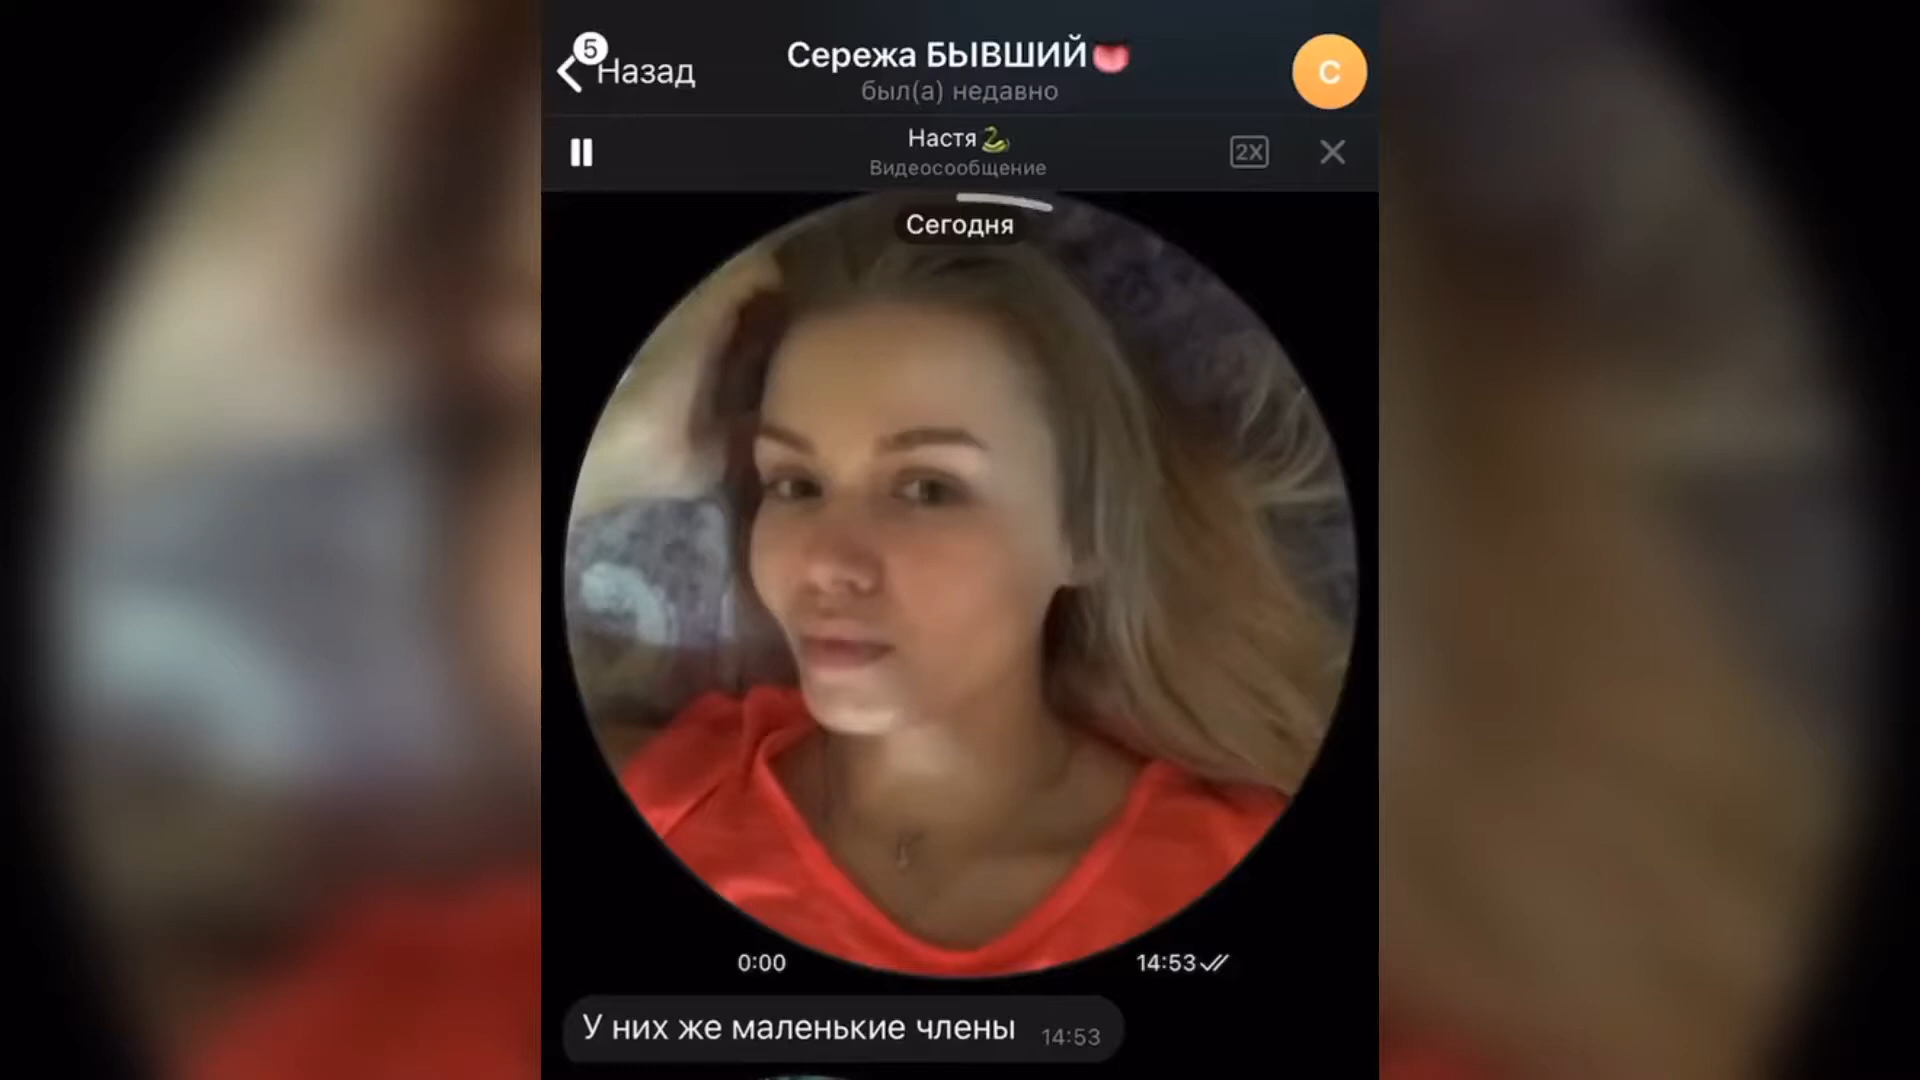 5
Назад
Сережа БЫВШИЙ👅
был(а) недавно
С
Настя🐍
Видеосообщение
2X
Сегодня
0:00
14:53
У них же маленькие члены 14:53